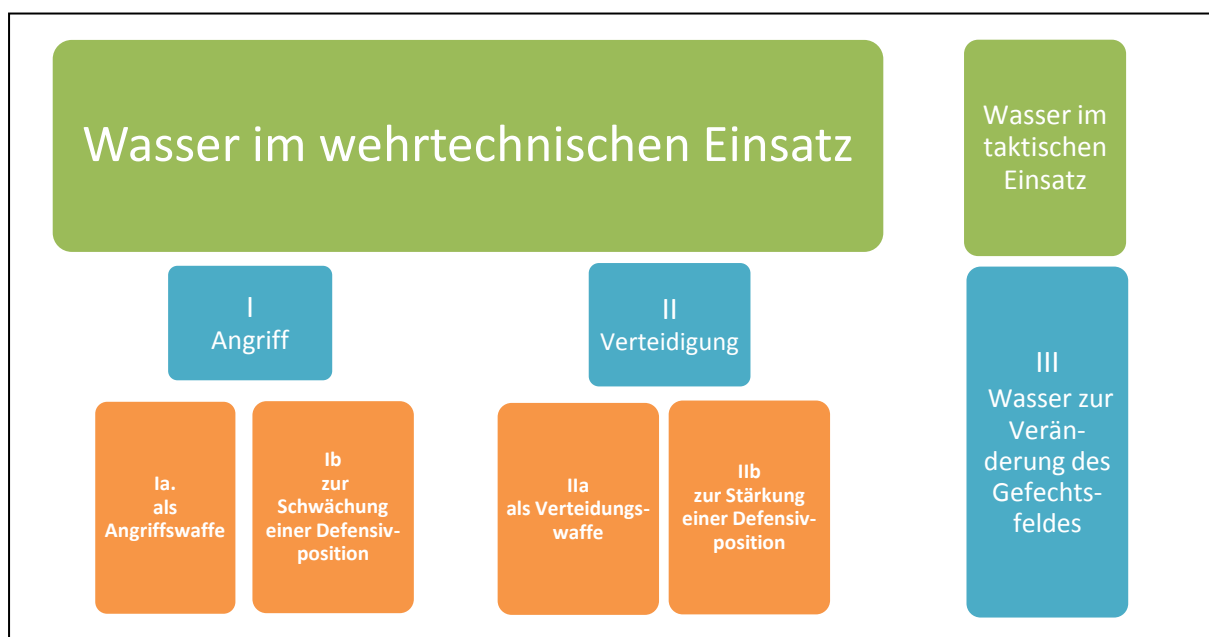 Wasser im wehrtechnischen Einsatz
Wasser im
taktischen
Einsatz
I
Angriff
II
Verteidigung
III
Wasser zur
Verän-
derung des
Gefechts-
feldes
Ia.
als
Angriffswaffe
Ib
zur
Schwächung
einer Defensiv-
position
IIa
als Verteidungs-
waffe
IIb
zur Stärkung
einer Defensiv-
position